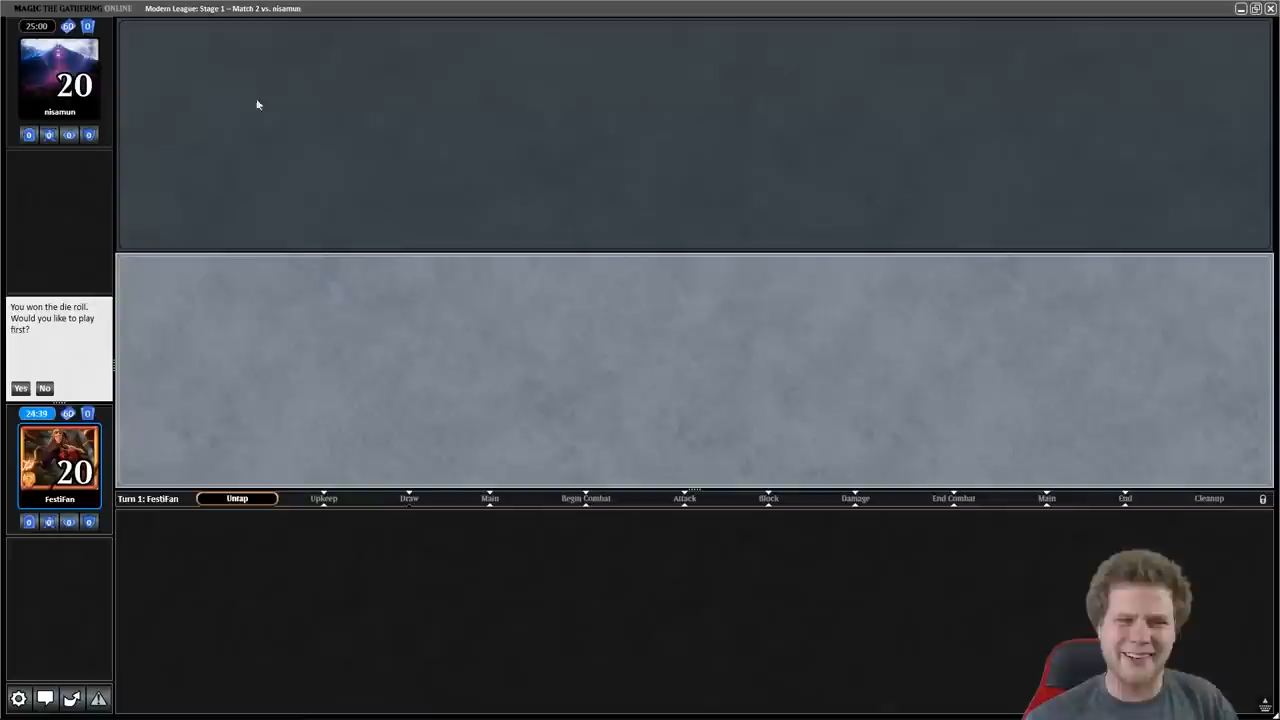 MAGIC THE GATHERING ONLINE Modern League: Stage 1 – Match 2 vs. nisamun
25:00 60 0
20
nisamun
0 0 0 0
You won the die roll.
Would you like to play
first?
Yes No
24:39 60 0
20
FestiFan
Turn 1: FestiFan Untap Upkeep Draw Main Begin Combat Attack Block Damage End Combat Main End Cleanup
0 0 0 0